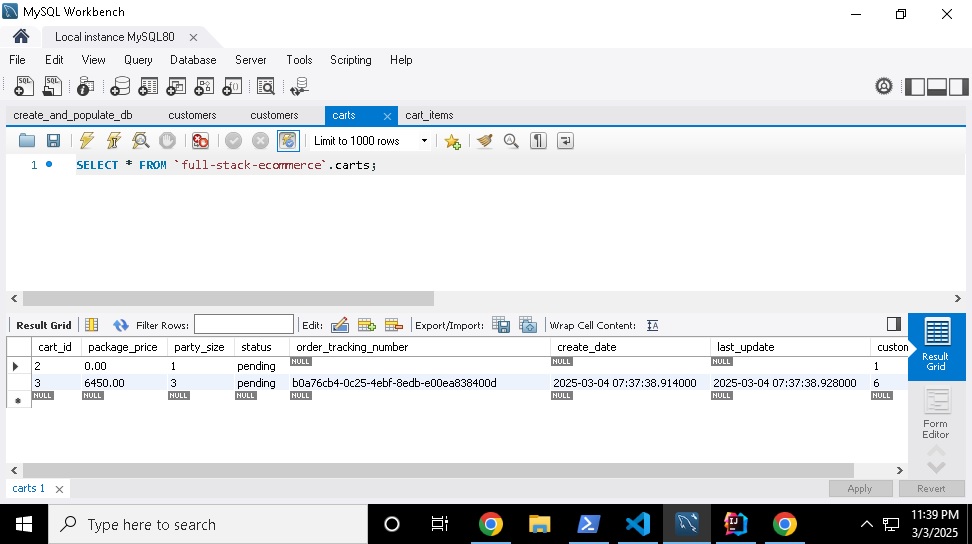 MySQL Workbench
Local instance MySQL80
File Edit View Query Database Server Tools Scripting Help
create_and_populate_db customers customers carts cart_items
Limit to 1000 rows
1 SELECT * FROM `full-stack-ecommerce`.carts;
Result Grid Filter Rows: Edit: Export/Import: Wrap Cell Content:
cart_id package_price party_size status order_tracking_number create_date last_update custom
2 0.00 1 pending NULL NULL NULL 1
3 6450.00 3 pending b0a76cb4-0c25-4ebf-8edb-e00ea838400d 2025-03-04 07:37:38.914000 2025-03-04 07:37:38.928000 6
NULL NULL NULL NULL NULL NULL NULL NULL
Result
Grid
Form
Editor
carts 1
Apply Revert
Type here to search
11:39 PM
3/3/2025